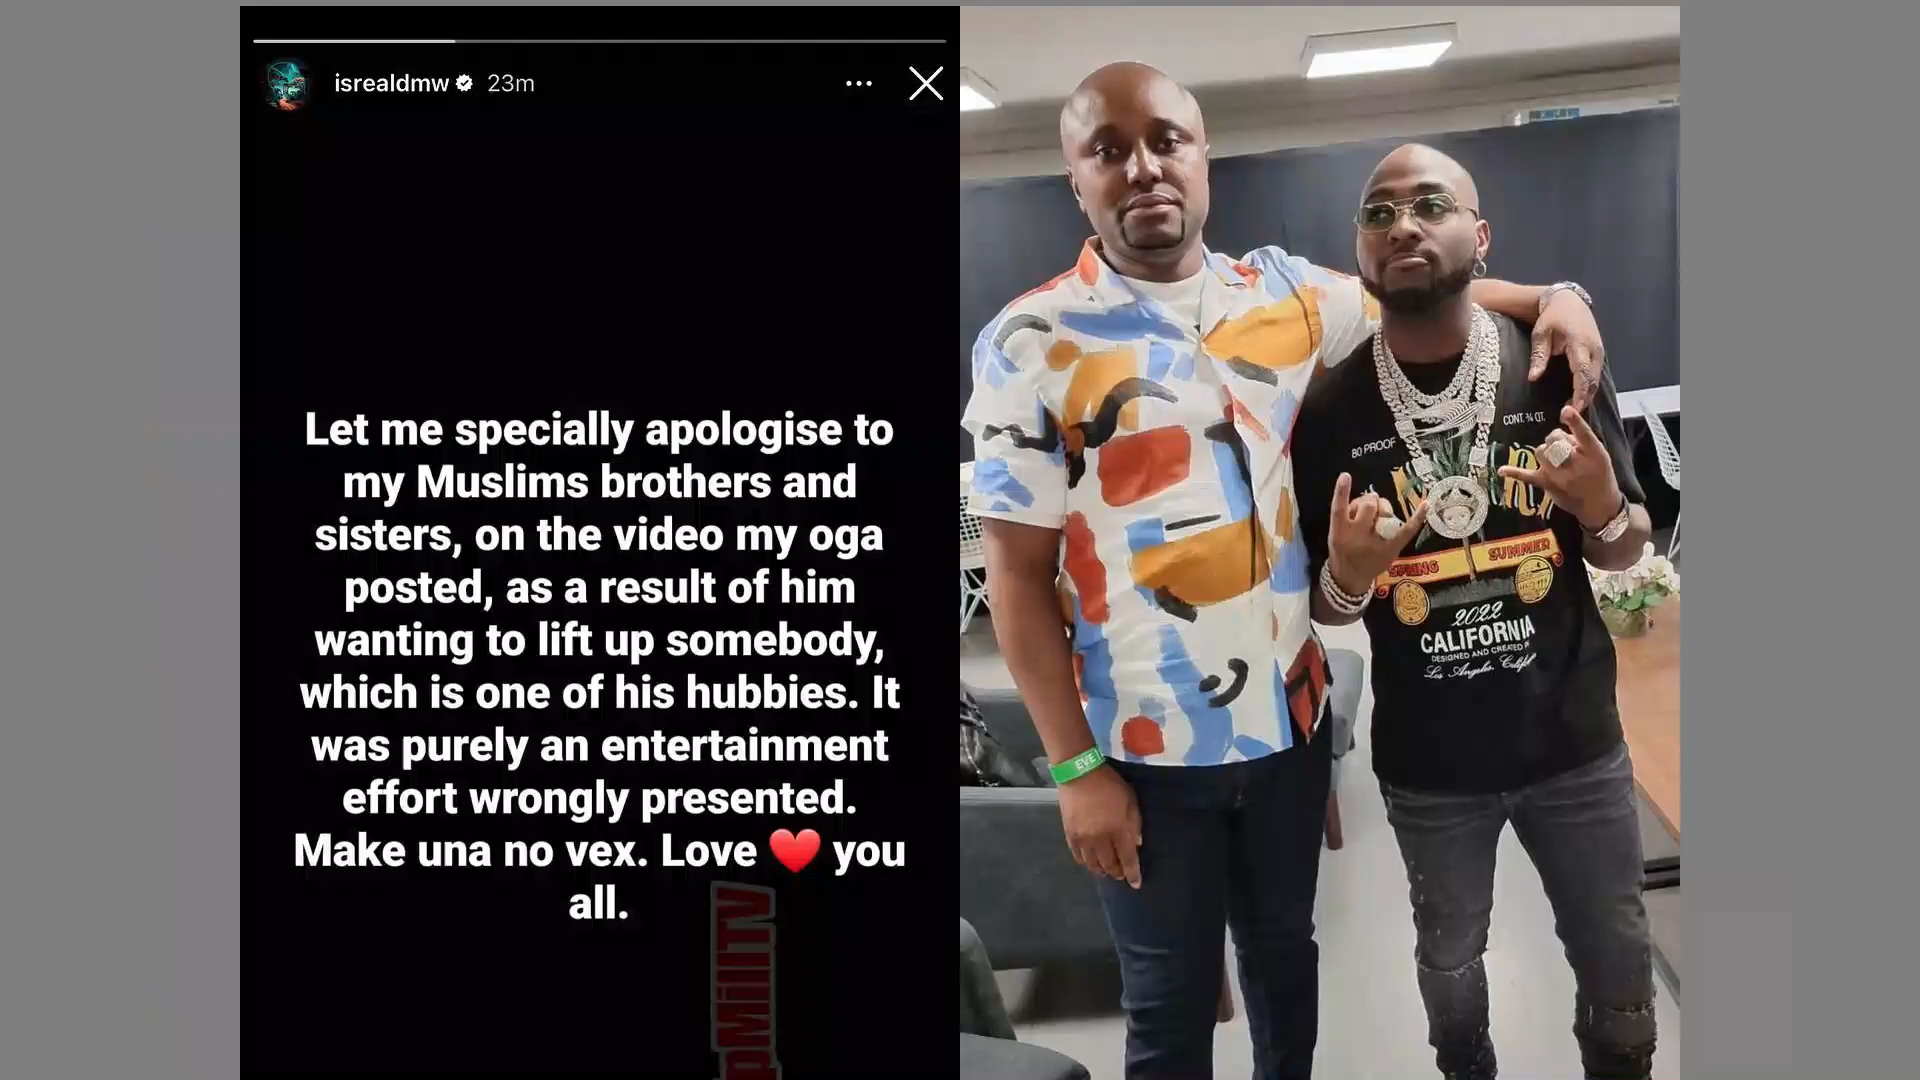 isrealdmw 23m
Let me specially apologise to
my Muslims brothers and
sisters, on the video my oga
posted, as a result of him
wanting to lift up somebody,
which is one of his hubbies. It
was purely an entertainment
effort wrongly presented.
Make una no vex. Love ❤️ you
all.
pMillTV
80 PROOF
CONT. ¾ QT.
SPRING SUMMER
2022
CALIFORNIA
DESIGNED AND CREATED
Los Angeles, Calif
EVE